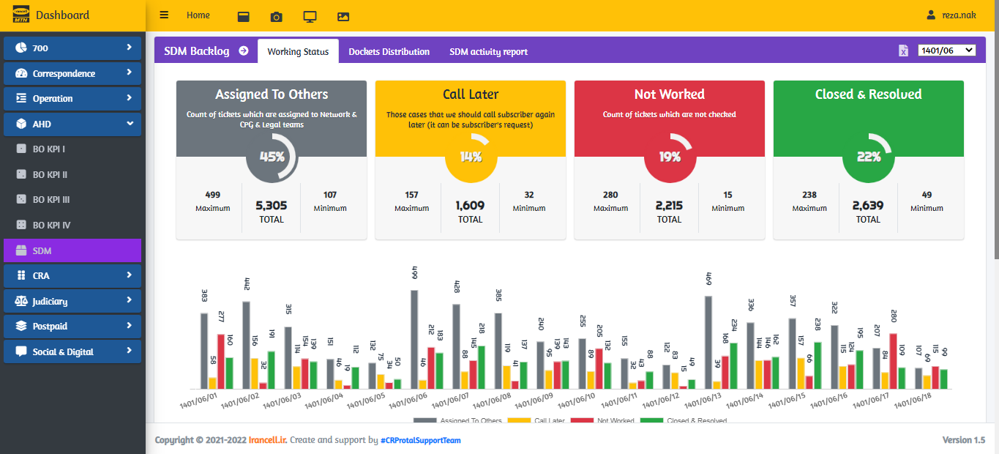 Irancell
MTN
Dashboard
Home
reza.nak
700
Correspondence
Operation
AHD
BO KPI I
BO KPI II
BO KPI III
BO KPI IV
SDM
CRA
Judiciary
Postpaid
Social & Digital
SDM Backlog
Working Status
Dockets Distribution
SDM activity report
1401/06
Assigned To Others
Count of tickets which are assigned to Network &
CPG & Legal teams
45%
499
Maximum
5,305
TOTAL
107
Minimum
Call Later
Those cases that we should call subscriber again
later (it can be subscriber's request)
14%
157
Maximum
1,609
TOTAL
32
Minimum
Not Worked
Count of tickets which are not checked
19%
280
Maximum
2,215
TOTAL
15
Minimum
Closed & Resolved
22%
238
Maximum
2,639
TOTAL
49
Minimum
383 58 277 160
442 156 32 191
315 114 154 139
151 46 19 112
132 75 34 50
499 46 212 183
428 88 145 218
385 119 41 137
240 95 139 143
255 89 205 132
155 32 43 88
122 83 15 49
469 39 168 234
336 144 146 162
357 157 66 238
322 115 124 195
207 84 280 109
107 69 115 99
1401/06/01
1401/06/02
1401/06/03
1401/06/04
1401/06/05
1401/06/06
1401/06/07
1401/06/08
1401/06/09
1401/06/10
1401/06/11
1401/06/12
1401/06/13
1401/06/14
1401/06/15
1401/06/16
1401/06/17
1401/06/18
Assigned To Others
Call Later
Not Worked
Closed & Resolved
Copyright © 2021-2022 Irancell.ir. Create and support by #CRProtalSupportTeam
Version 1.5